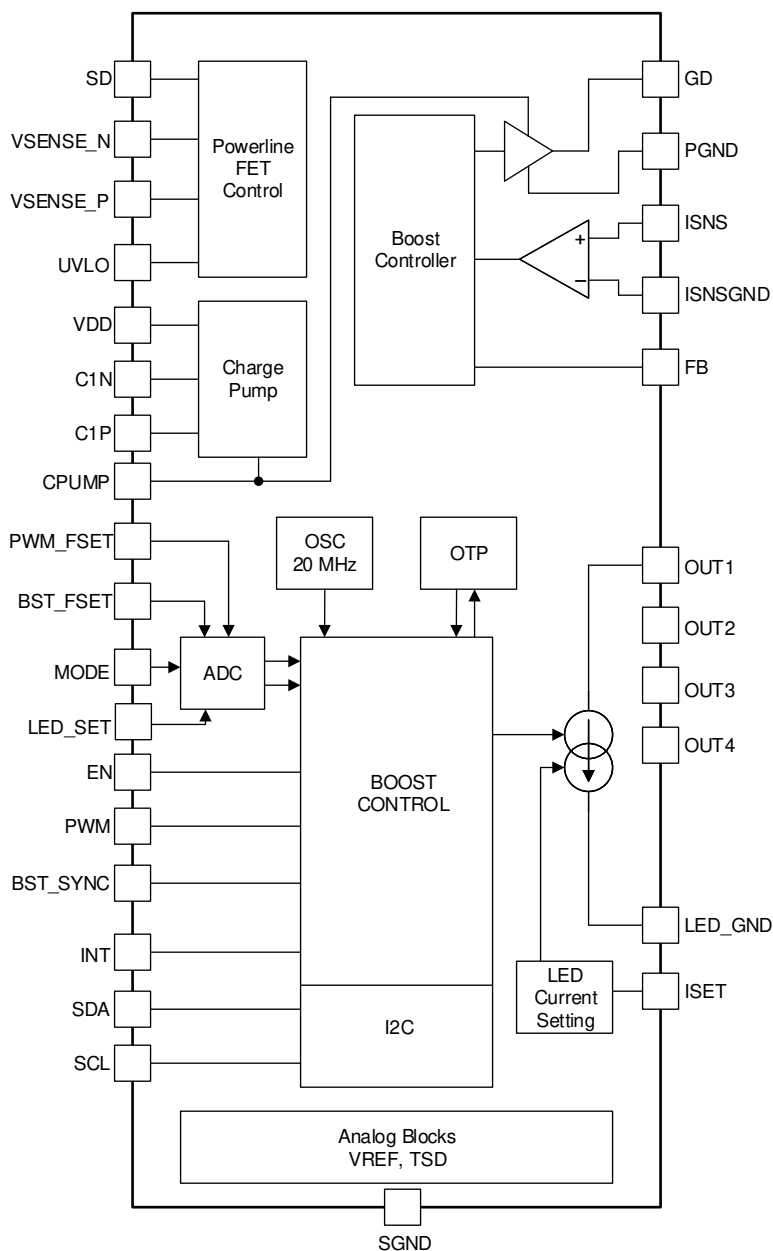 SD
VSENSE_N
VSENSE_P
UVLO
VDD
C1N
C1P
CPUMP
PWM_FSET
BST_FSET
MODE
LED_SET
EN
PWM
BST_SYNC
INT
SDA
SCL
Powerline
FET
Control
Charge
Pump
Boost
Controller
+
−
OSC
20 MHz
OTP
ADC
BOOST
CONTROL
I2C
LED
Current
Setting
Analog Blocks
VREF, TSD
GD
PGND
ISNS
ISNSGND
FB
OUT1
OUT2
OUT3
OUT4
LED_GND
ISET
SGND